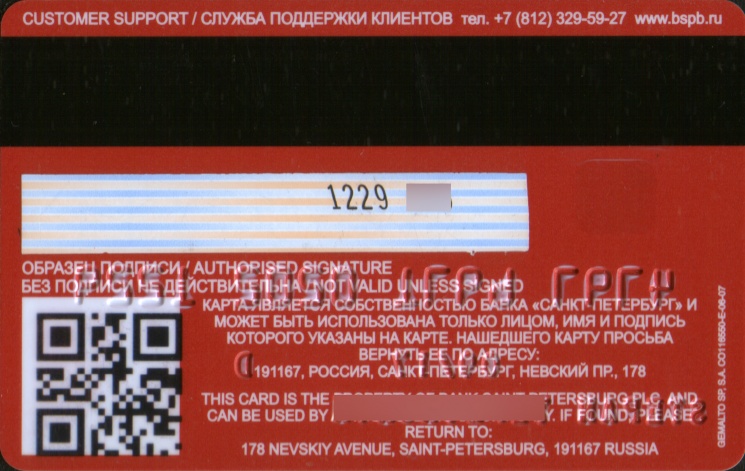 CUSTOMER SUPPORT / СЛУЖБА ПОДДЕРЖКИ КЛИЕНТОВ тел. +7 (812) 329-59-27 www.bspb.ru
1229
ОБРАЗЕЦ ПОДПИСИ / AUTHORISED SIGNATURE
БЕЗ ПОДПИСИ НЕ ДЕЙСТВИТЕЛЬНА / NOT VALID UNLESS SIGNED
КАРТА ЯВЛЯЕТСЯ СОБСТВЕННОСТЬЮ БАНКА «САНКТ-ПЕТЕРБУРГ» И
МОЖЕТ БЫТЬ ИСПОЛЬЗОВАНА ТОЛЬКО ЛИЦОМ, ИМЯ И ПОДПИСЬ
КОТОРОГО УКАЗАНЫ НА КАРТЕ. НАШЕДШЕГО КАРТУ ПРОСЬБА
ВЕРНУТЬ ЕЕ ПО АДРЕСУ:
191167, РОССИЯ, САНКТ-ПЕТЕРБУРГ, НЕВСКИЙ ПР., 178
THIS CARD IS THE PROPERTY OF BANK SAINT-PETERSBURG PLC, AND
CAN BE USED BY IF FOUND, PLEASE
RETURN TO:
178 NEVSKIY AVENUE, SAINT-PETERSBURG, 191167 RUSSIA